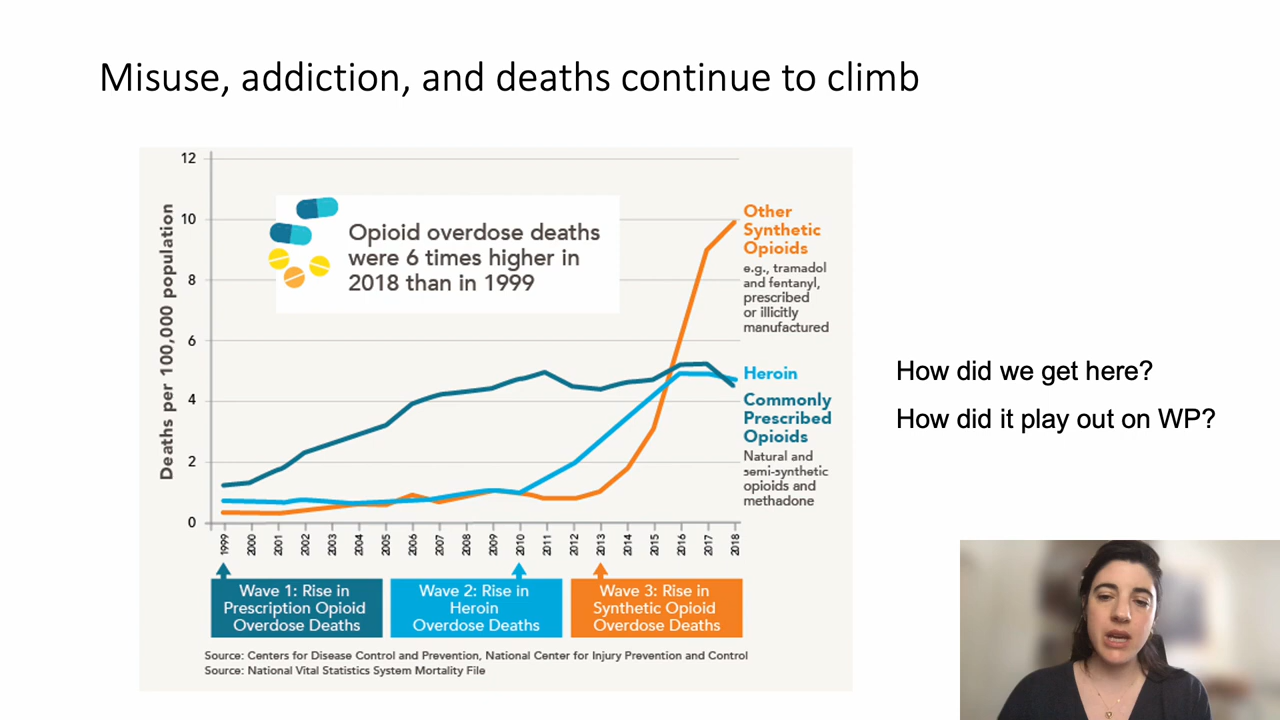 Misuse, addiction, and deaths continue to climb
12
10
8
6
4
2
0
Deaths per 100,000 population
Opioid overdose deaths
were 6 times higher in
2018 than in 1999
Other
Synthetic
Opioids
e.g., tramadol
and fentanyl,
prescribed
or illicitly
manufactured
Heroin
Commonly
Prescribed
Opioids
Natural and
semi-synthetic
opioids and
methadone
1999
2000
2001
2002
2003
2004
2005
2006
2007
2008
2009
2010
2011
2012
2013
2014
2015
2016
2017
2018
Wave 1: Rise in
Prescription Opioid
Overdose Deaths
Wave 2: Rise in
Heroin
Overdose Deaths
Wave 3: Rise in
Synthetic Opioid
Overdose Deaths
Source: Centers for Disease Control and Prevention, National Center for Injury Prevention and Control
Source: National Vital Statistics System Mortality File
How did we get here?
How did it play out on WP?